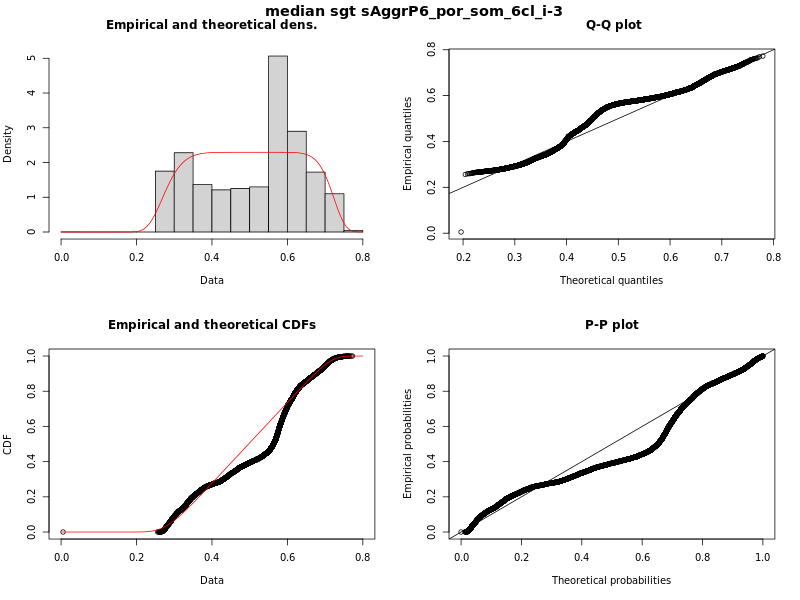 median sgt sAggrP6_por_som_6cl_i-3
Empirical and theoretical dens.
Density
0 1 2 3 4 5
0.0 0.2 0.4 0.6 0.8
Data
Q-Q plot
Empirical quantiles
0.0 0.2 0.4 0.6 0.8
0.2 0.3 0.4 0.5 0.6 0.7 0.8
Theoretical quantiles
Empirical and theoretical CDFs
CDF
0.0 0.2 0.4 0.6 0.8 1.0
0.0 0.2 0.4 0.6 0.8
Data
P-P plot
Empirical probabilities
0.0 0.2 0.4 0.6 0.8 1.0
0.0 0.2 0.4 0.6 0.8 1.0
Theoretical probabilities